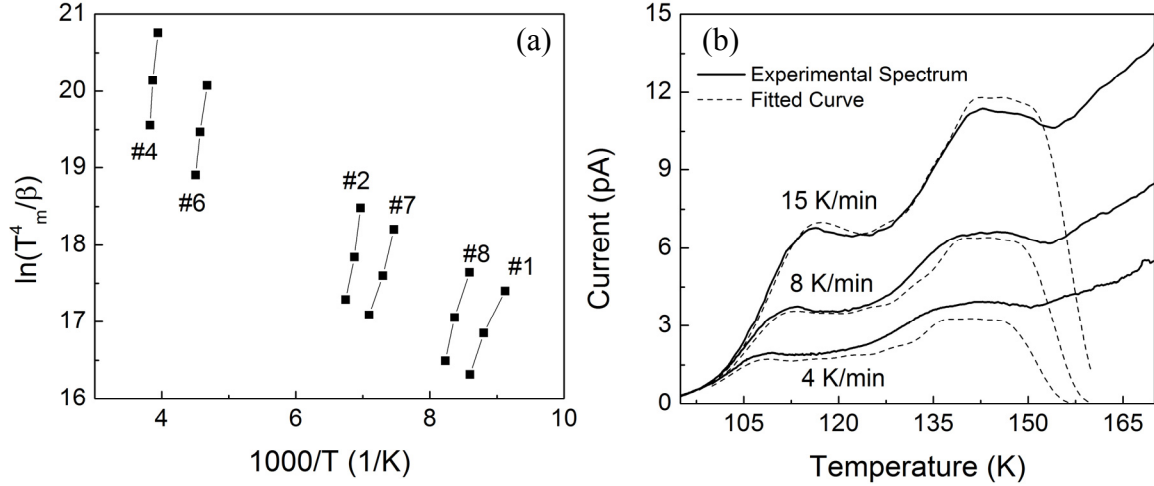 (a)
21
20
19
18
17
16
ln(T⁴ₘ/β)
#4
#6
#2
#7
#8
#1
4
6
8
10
1000/T (1/K)
(b)
15
12
9
6
3
0
Current (pA)
Experimental Spectrum
Fitted Curve
15 K/min
8 K/min
4 K/min
105
120
135
150
165
Temperature (K)